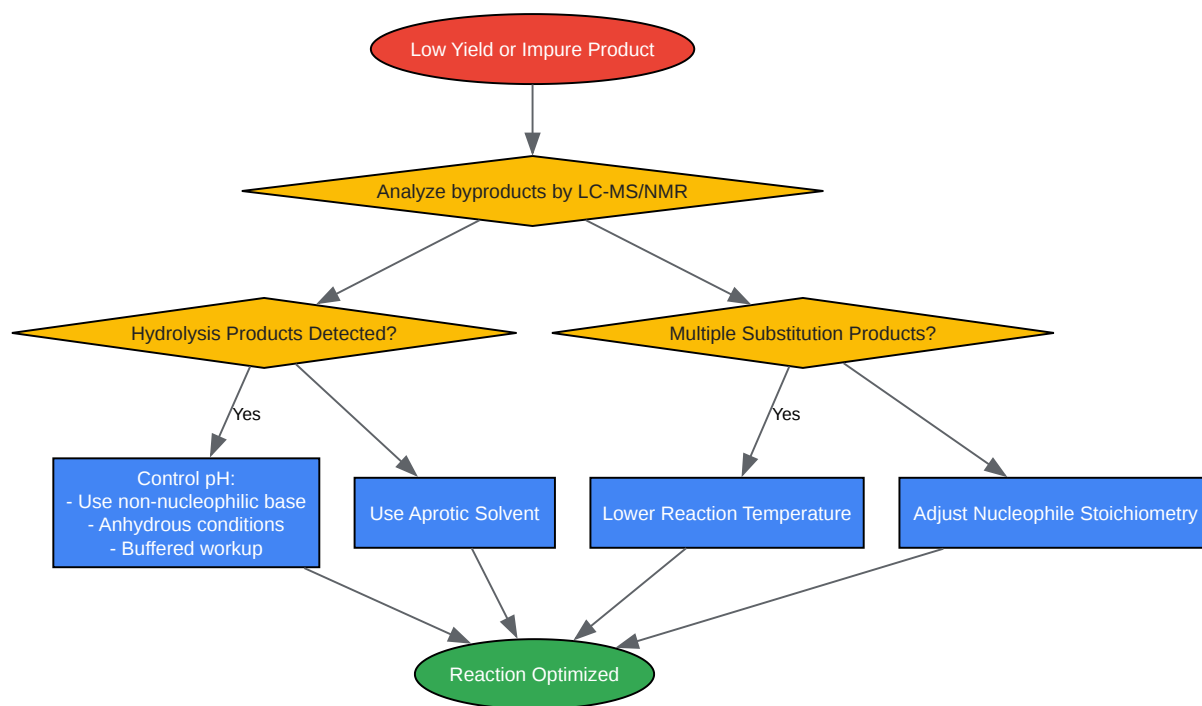 Low Yield or Impure Product
Analyze byproducts by LC-MS/NMR
Hydrolysis Products Detected?
Multiple Substitution Products?
Yes
Yes
Control pH:
- Use non-nucleophilic base
- Anhydrous conditions
- Buffered workup
Use Aprotic Solvent
Lower Reaction Temperature
Adjust Nucleophile Stoichiometry
Reaction Optimized